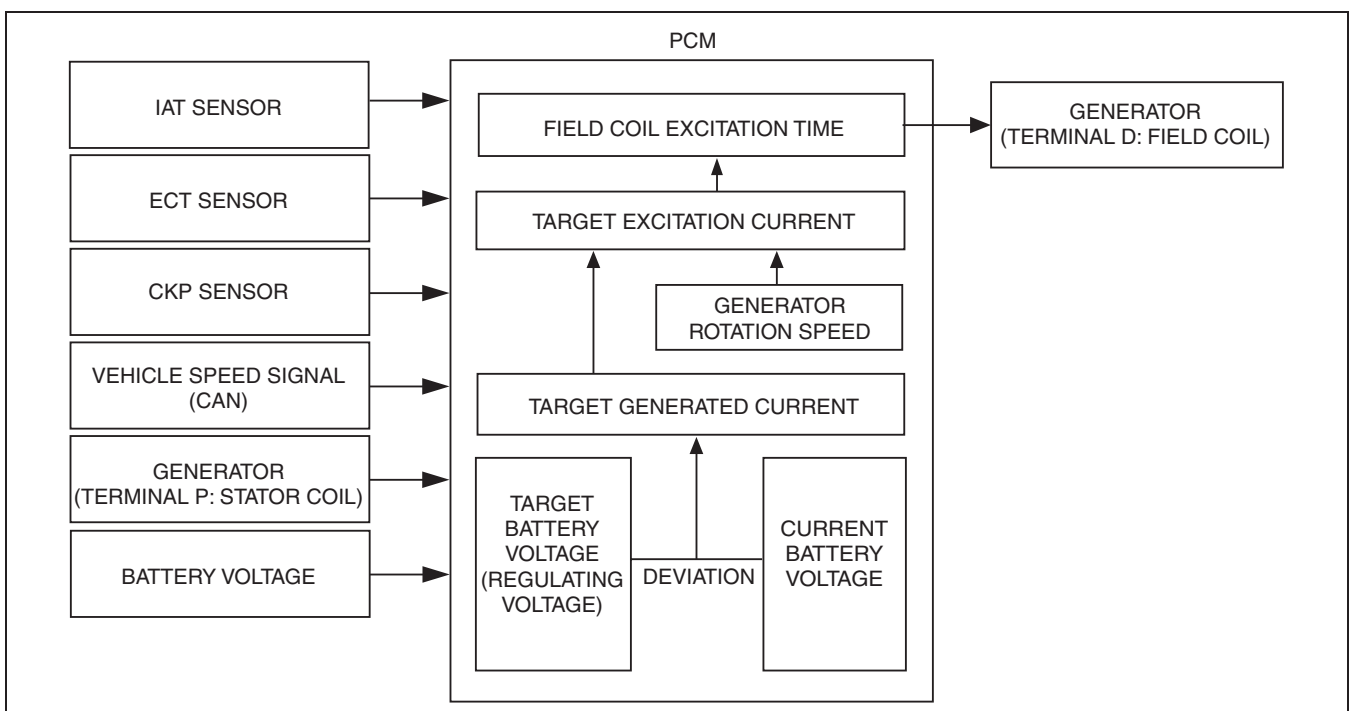 PCM
IAT SENSOR
ECT SENSOR
CKP SENSOR
VEHICLE SPEED SIGNAL
(CAN)
GENERATOR
(TERMINAL P: STATOR COIL)
BATTERY VOLTAGE
FIELD COIL EXCITATION TIME
TARGET EXCITATION CURRENT
GENERATOR
ROTATION SPEED
TARGET GENERATED CURRENT
TARGET
BATTERY
VOLTAGE
(REGULATING
VOLTAGE)
DEVIATION
CURRENT
BATTERY
VOLTAGE
GENERATOR
(TERMINAL D: FIELD COIL)